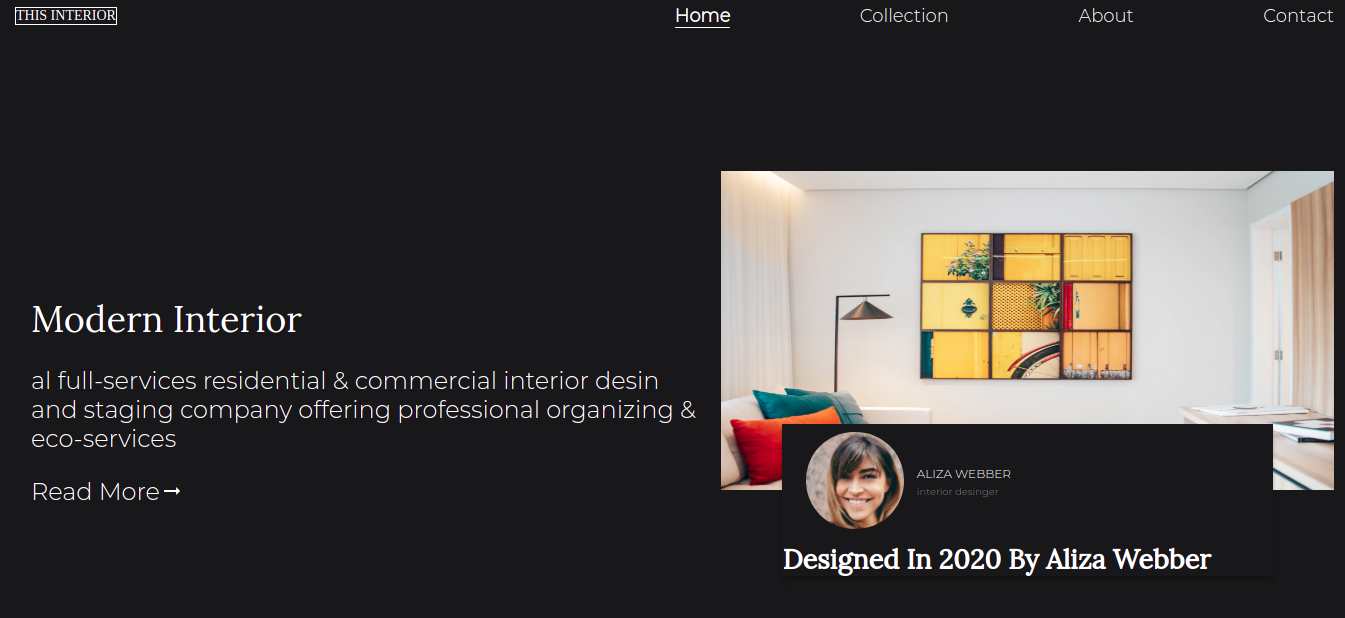 THIS INTERIOR
Home
Collection
About
Contact
Modern Interior
al full-services residential & commercial interior desin
and staging company offering professional organizing &
eco-services
Read More→
ALIZA WEBBER
interior desinger
Designed In 2020 By Aliza Webber